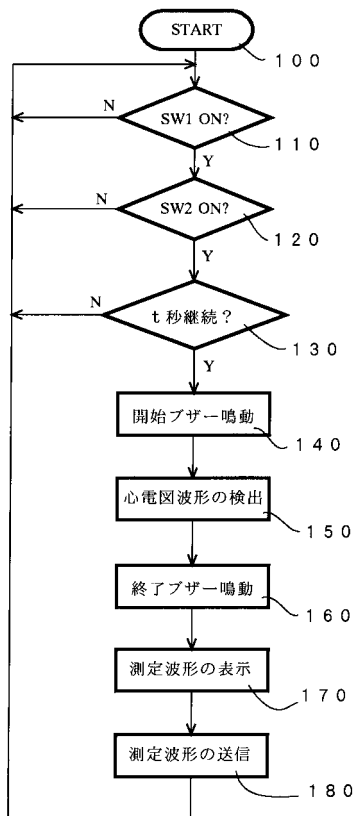 START
100
N
SW1 ON?
110
Y
N
SW2 ON?
120
Y
N
t秒継続?
130
Y
開始ブザー鳴動
140
心電図波形の検出
150
終了ブザー鳴動
160
測定波形の表示
170
測定波形の送信
180